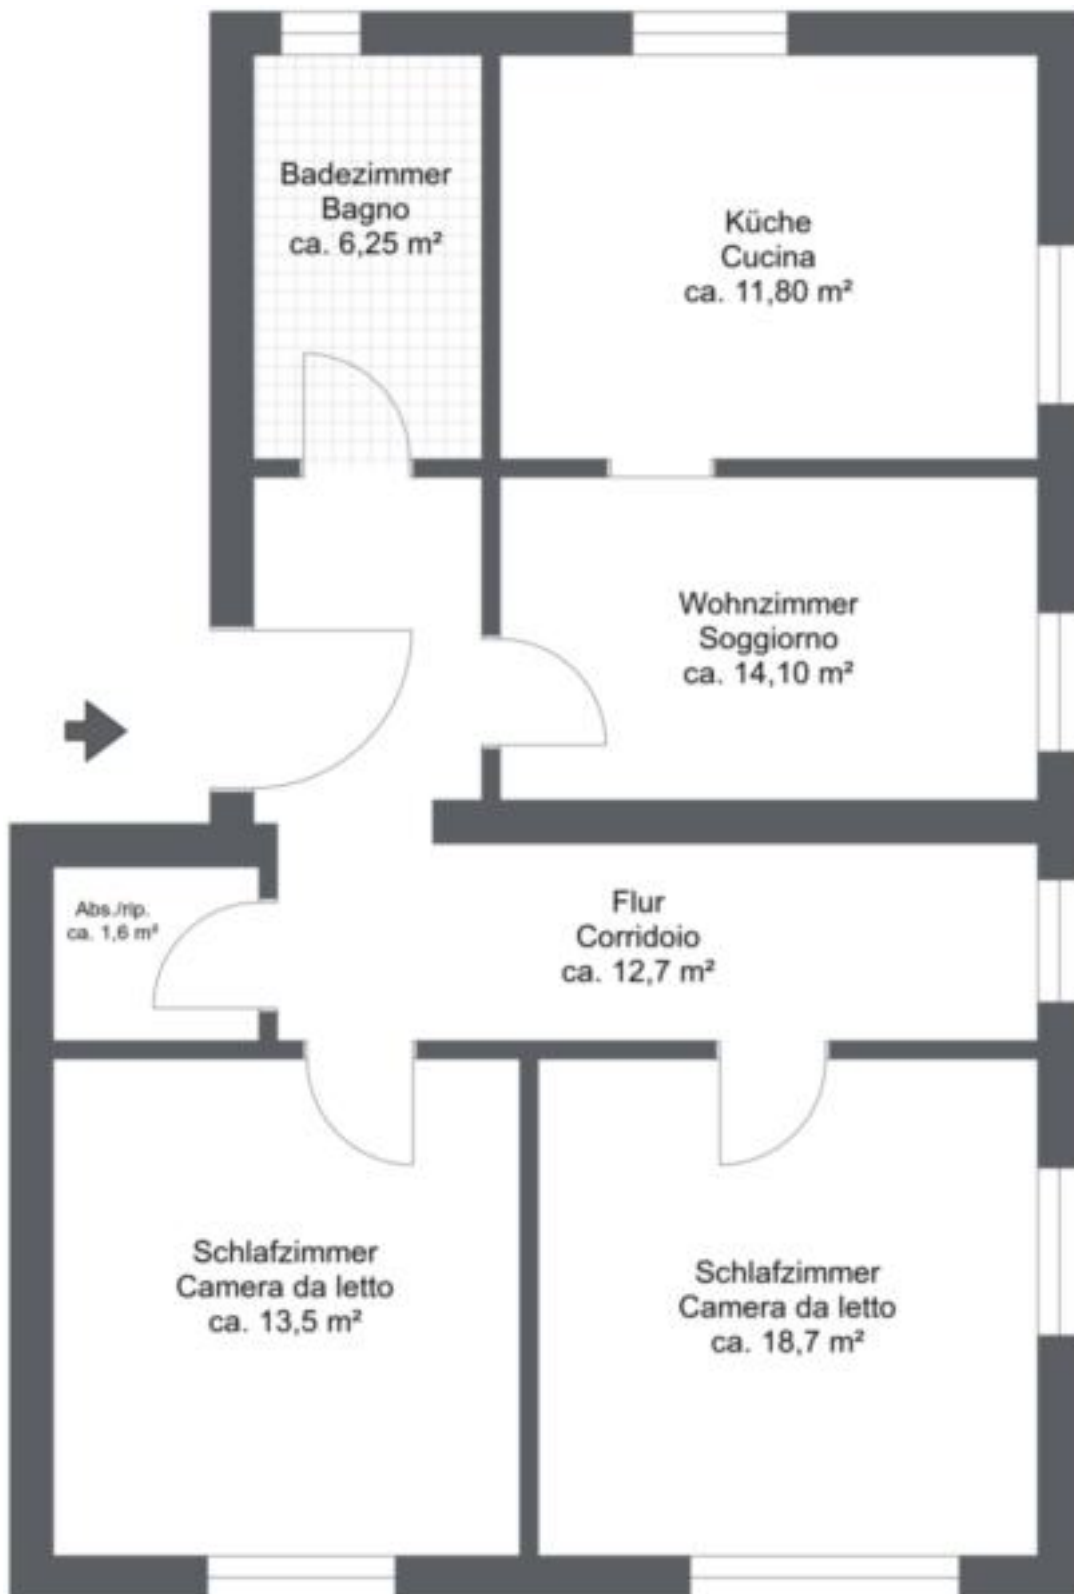 Badezimmer
Bagno
ca. 6,25 m²
Küche
Cucina
ca. 11,80 m²
Wohnzimmer
Soggiorno
ca. 14,10 m²
Abs./rip.
ca. 1,6 m²
Flur
Corridoio
ca. 12,7 m²
Schlafzimmer
Camera da letto
ca. 13,5 m²
Schlafzimmer
Camera da letto
ca. 18,7 m²